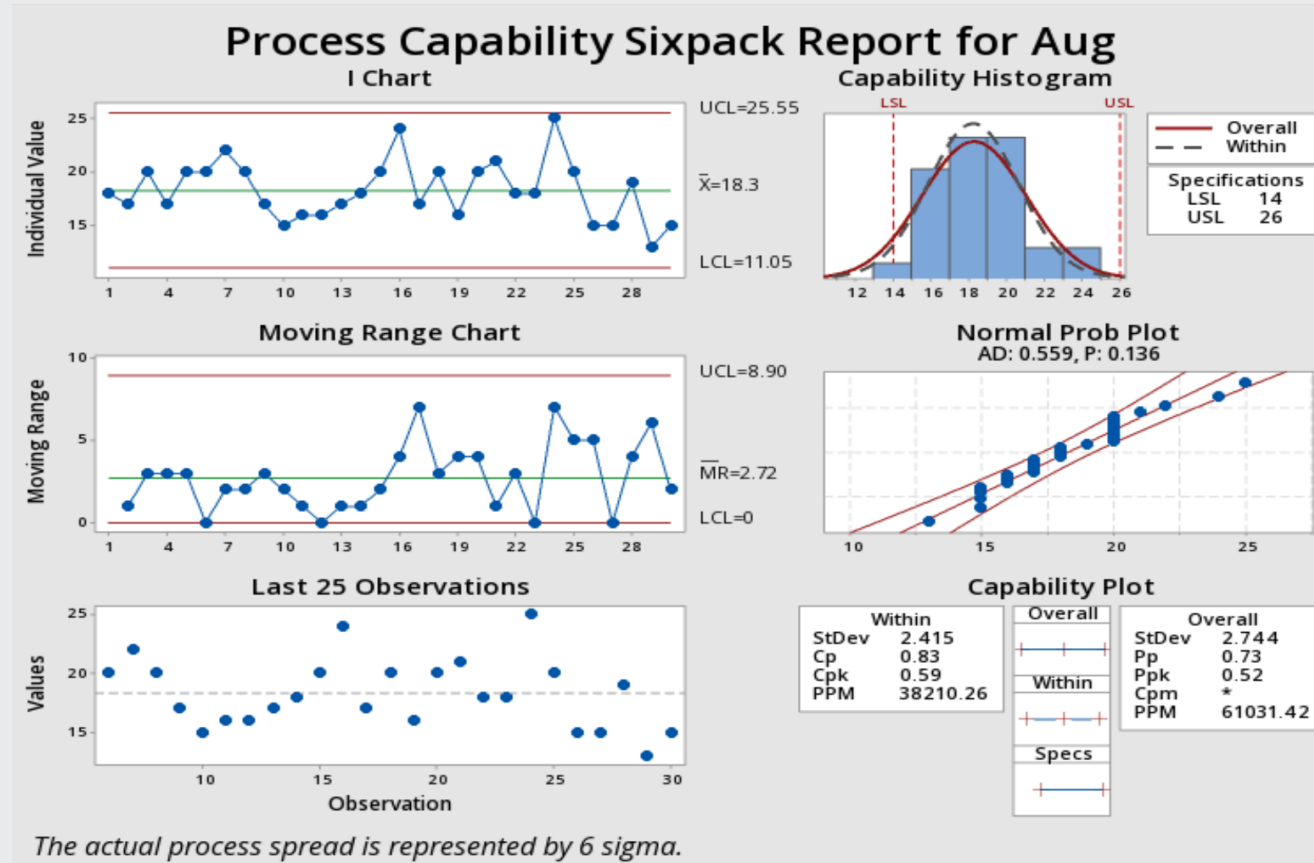 Process Capability Sixpack Report for Aug
I Chart
Individual Value
25
20
15
UCL=25.55
X̄=18.3
LCL=11.05
1 4 7 10 13 16 19 22 25 28
Capability Histogram
LSL USL
12 14 16 18 20 22 24 26
Overall
Within
Specifications
LSL 14
USL 26
Moving Range Chart
Moving Range
10
5
0
UCL=8.90
M̄R̄=2.72
LCL=0
1 4 7 10 13 16 19 22 25 28
Normal Prob Plot
AD: 0.559, P: 0.136
10 15 20 25
Last 25 Observations
Values
25
20
15
10 15 20 25 30
Observation
Capability Plot
Within
StDev 2.415
Cp 0.83
Cpk 0.59
PPM 38210.26
Overall
Within
Specs
Overall
StDev 2.744
Pp 0.73
Ppk 0.52
Cpm *
PPM 61031.42
The actual process spread is represented by 6 sigma.